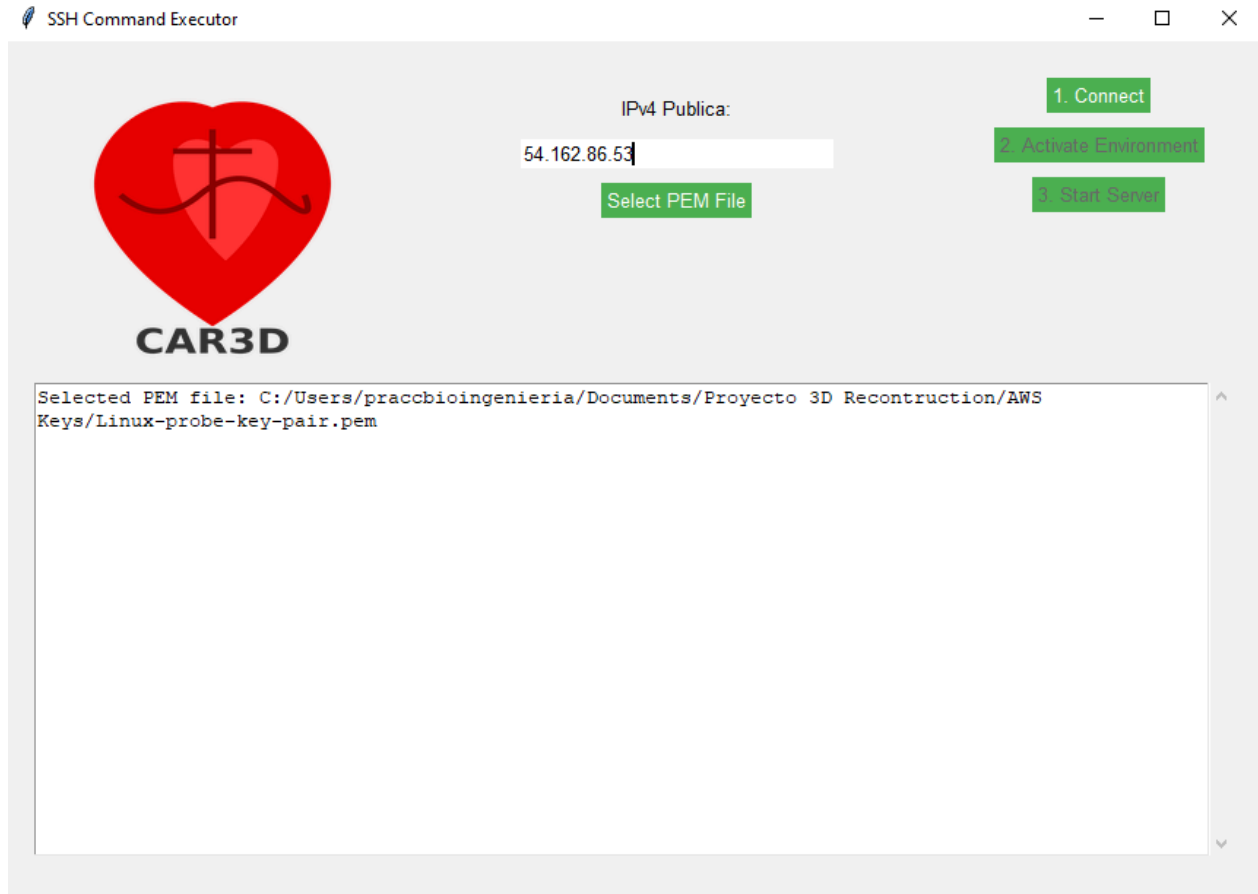 SSH Command Executor
IPv4 Publica:
54.162.86.53
Select PEM File
1. Connect
2. Activate Environment
3. Start Server
CAR3D
Selected PEM file: C:/Users/praccbioingenieria/Documents/Proyecto 3D Recontruction/AWS
Keys/Linux-probe-key-pair.pem